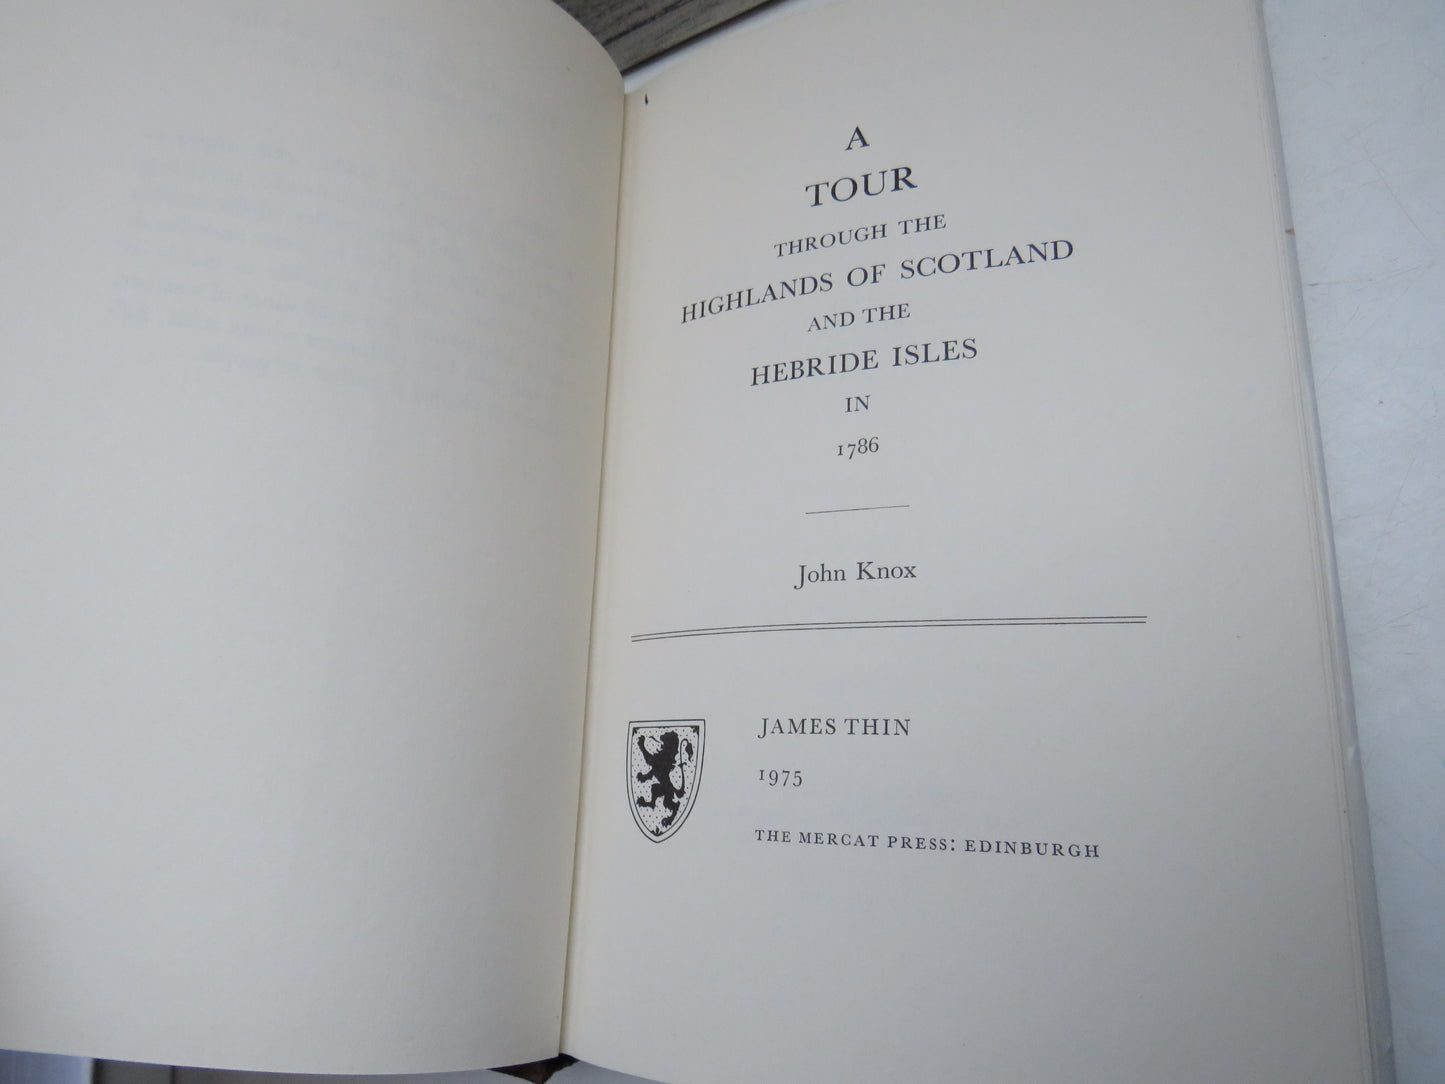 A
TOUR
THROUGH THE
HIGHLANDS OF SCOTLAND
AND THE
HEBRIDE ISLES
IN
1786
John Knox
JAMES THIN
1975
THE MERCAT PRESS: EDINBURGH